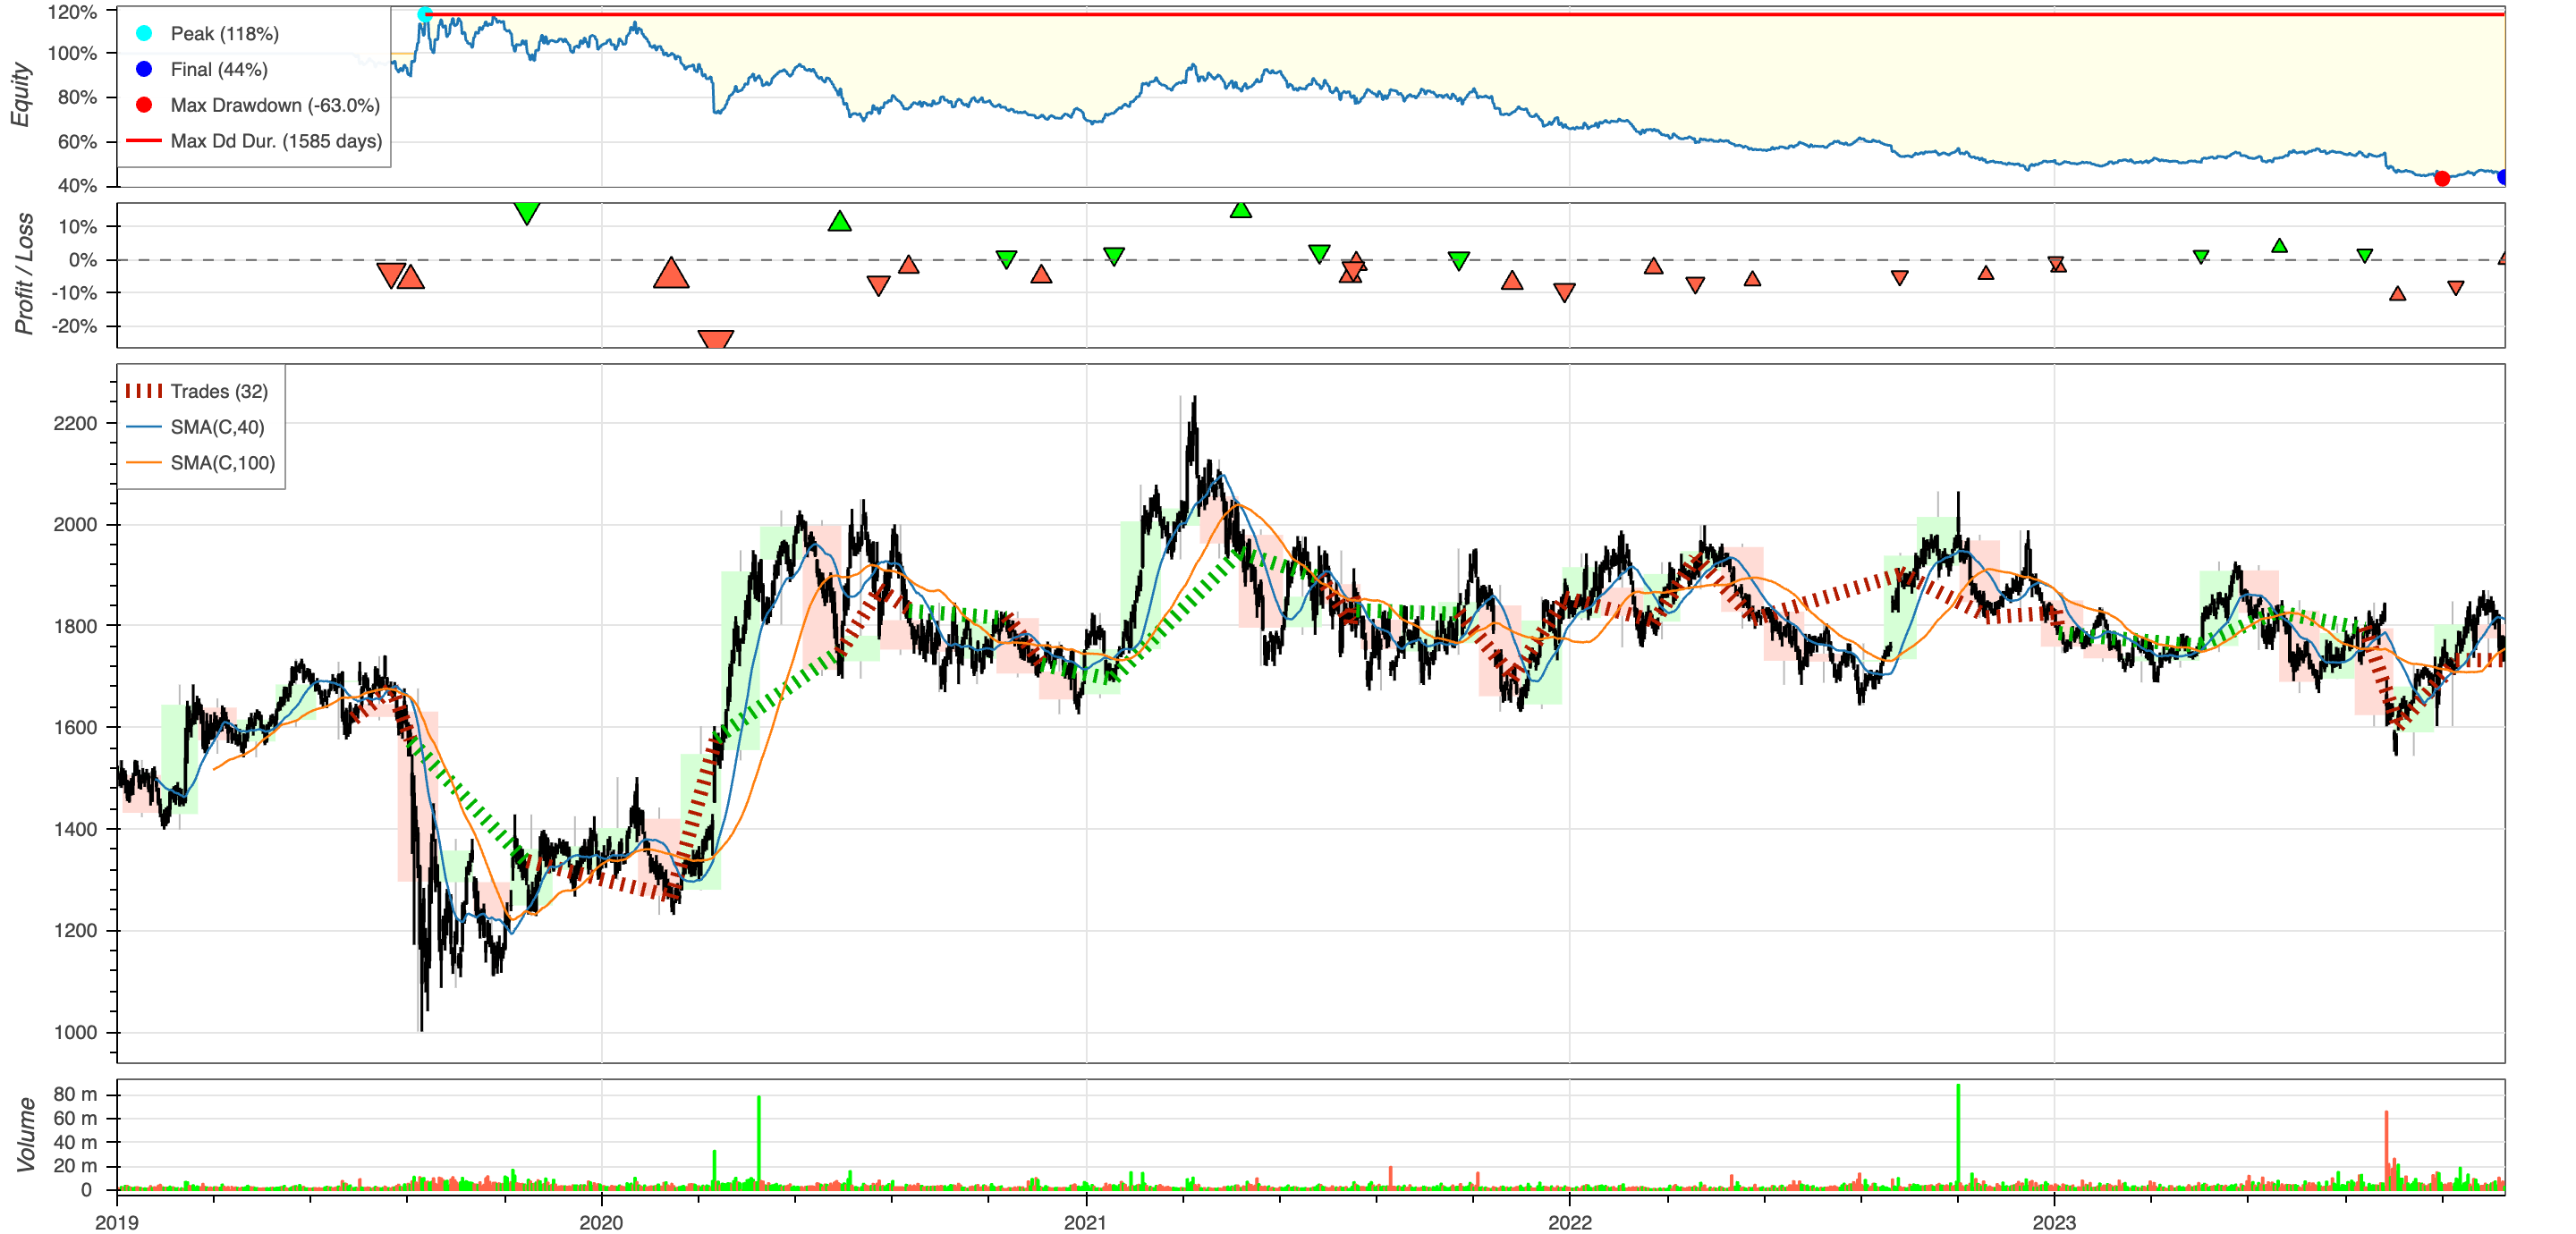 120%
100%
80%
60%
40%
Equity
Peak (118%)
Final (44%)
Max Drawdown (-63.0%)
Max Dd Dur. (1585 days)
10%
0%
-10%
-20%
Profit / Loss
Trades (32)
SMA(C,40)
SMA(C,100)
2200
2000
1800
1600
1400
1200
1000
80 m
60 m
40 m
20 m
0
Volume
2019
2020
2021
2022
2023